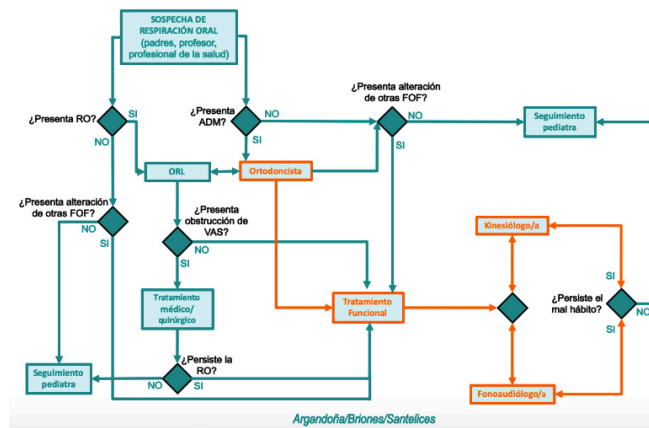 SOSPECHA DE
RESPIRACIÓN ORAL
(padres, profesor,
profesional de la salud)
¿Presenta alteración
de otras FOF?
¿Presenta RO?
SI
NO
¿Presenta
ADM?
NO
SI
NO
SI
Seguimiento
pediatra
ORL
Ortodoncista
¿Presenta alteración
de otras FOF?
NO
SI
¿Presenta
obstrucción de
VAS?
NO
SI
Kinesiólogo/a
SI
Tratamiento
médico/
quirúrgico
Tratamiento
Funcional
¿Persiste el
mal hábito?
NO
SI
¿Persiste la
RO?
NO
SI
Seguimiento
pediatra
Fonoaudiólogo/a
Argandoña/Briones/Santelices